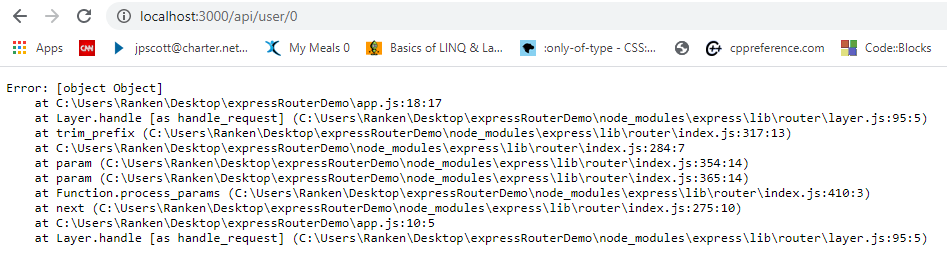 localhost:3000/api/user/0
Apps
CNN
jpscott@charter.net...
My Meals 0
Basics of LINQ & La...
:only-of-type - CSS:...
cppreference.com
Code::Blocks
Error: [object Object]
at C:\Users\Ranken\Desktop\expressRouterDemo\app.js:18:17
at Layer.handle [as handle_request] (C:\Users\Ranken\Desktop\expressRouterDemo\node_modules\express\lib\router\layer.js:95:5)
at trim_prefix (C:\Users\Ranken\Desktop\expressRouterDemo\node_modules\express\lib\router\index.js:317:13)
at C:\Users\Ranken\Desktop\expressRouterDemo\node_modules\express\lib\router\index.js:284:7
at param (C:\Users\Ranken\Desktop\expressRouterDemo\node_modules\express\lib\router\index.js:354:14)
at param (C:\Users\Ranken\Desktop\expressRouterDemo\node_modules\express\lib\router\index.js:365:14)
at Function.process_params (C:\Users\Ranken\Desktop\expressRouterDemo\node_modules\express\lib\router\index.js:410:3)
at next (C:\Users\Ranken\Desktop\expressRouterDemo\node_modules\express\lib\router\index.js:275:10)
at C:\Users\Ranken\Desktop\expressRouterDemo\app.js:10:5
at Layer.handle [as handle_request] (C:\Users\Ranken\Desktop\expressRouterDemo\node_modules\express\lib\router\layer.js:95:5)